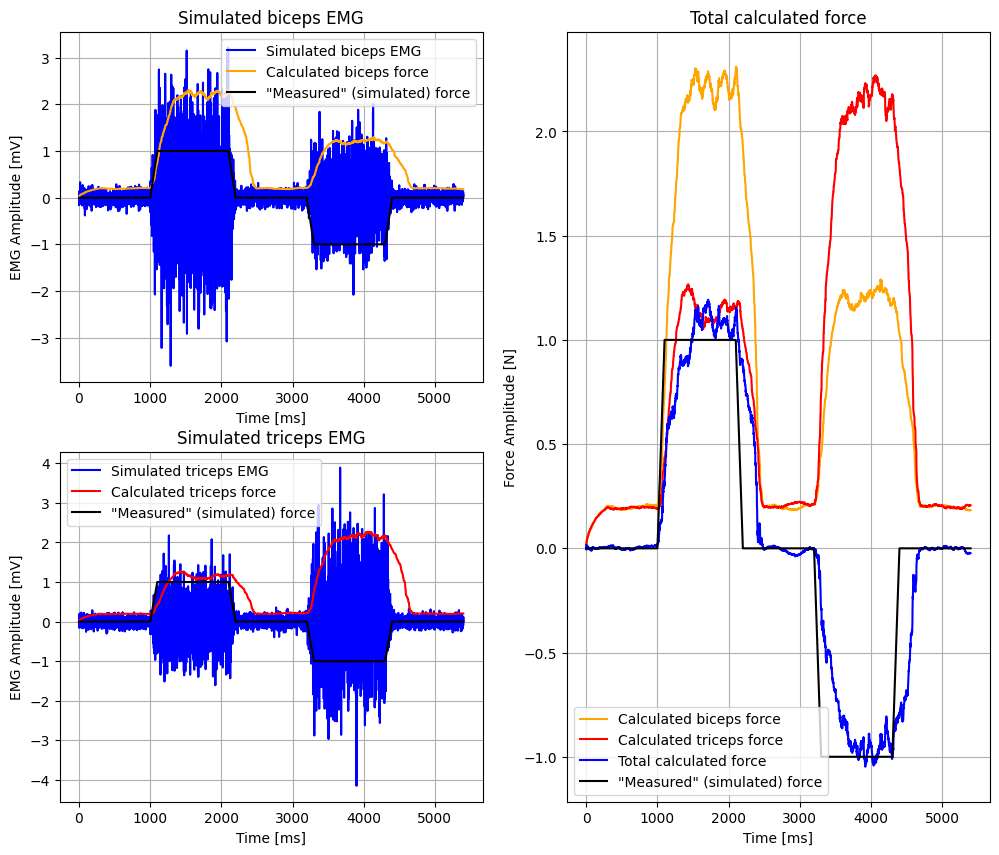 Simulated biceps EMG
Simulated biceps EMG
Calculated biceps force
"Measured" (simulated) force
3
2
1
0
−1
−2
−3
EMG Amplitude [mV]
0 1000 2000 3000 4000 5000
Time [ms]
Simulated triceps EMG
Simulated triceps EMG
Calculated triceps force
"Measured" (simulated) force
4
3
2
1
0
−1
−2
−3
−4
EMG Amplitude [mV]
0 1000 2000 3000 4000 5000
Time [ms]
Total calculated force
2.0
1.5
1.0
0.5
0.0
−0.5
−1.0
Force Amplitude [N]
Calculated biceps force
Calculated triceps force
Total calculated force
"Measured" (simulated) force
0 1000 2000 3000 4000 5000
Time [ms]